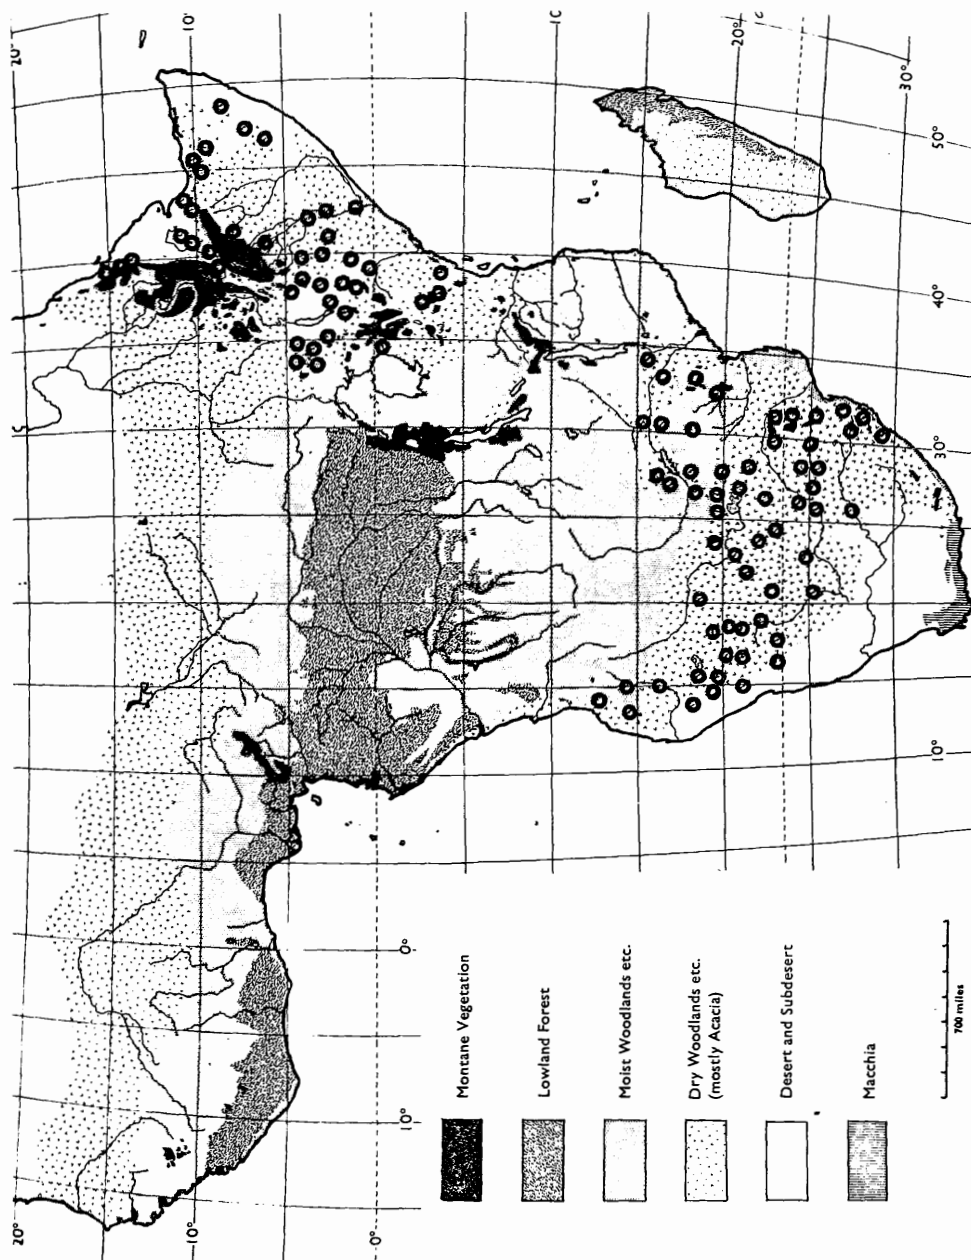 20°
10°
10
20°
30°
50°
40°
30°
10°
0°
10°
20°
10°
0°
Montane Vegetation
Lowland Forest
Moist Woodlands etc.
Dry Woodlands etc.
(mostly Acacia)
Desert and Subdesert
Macchia
700 miles